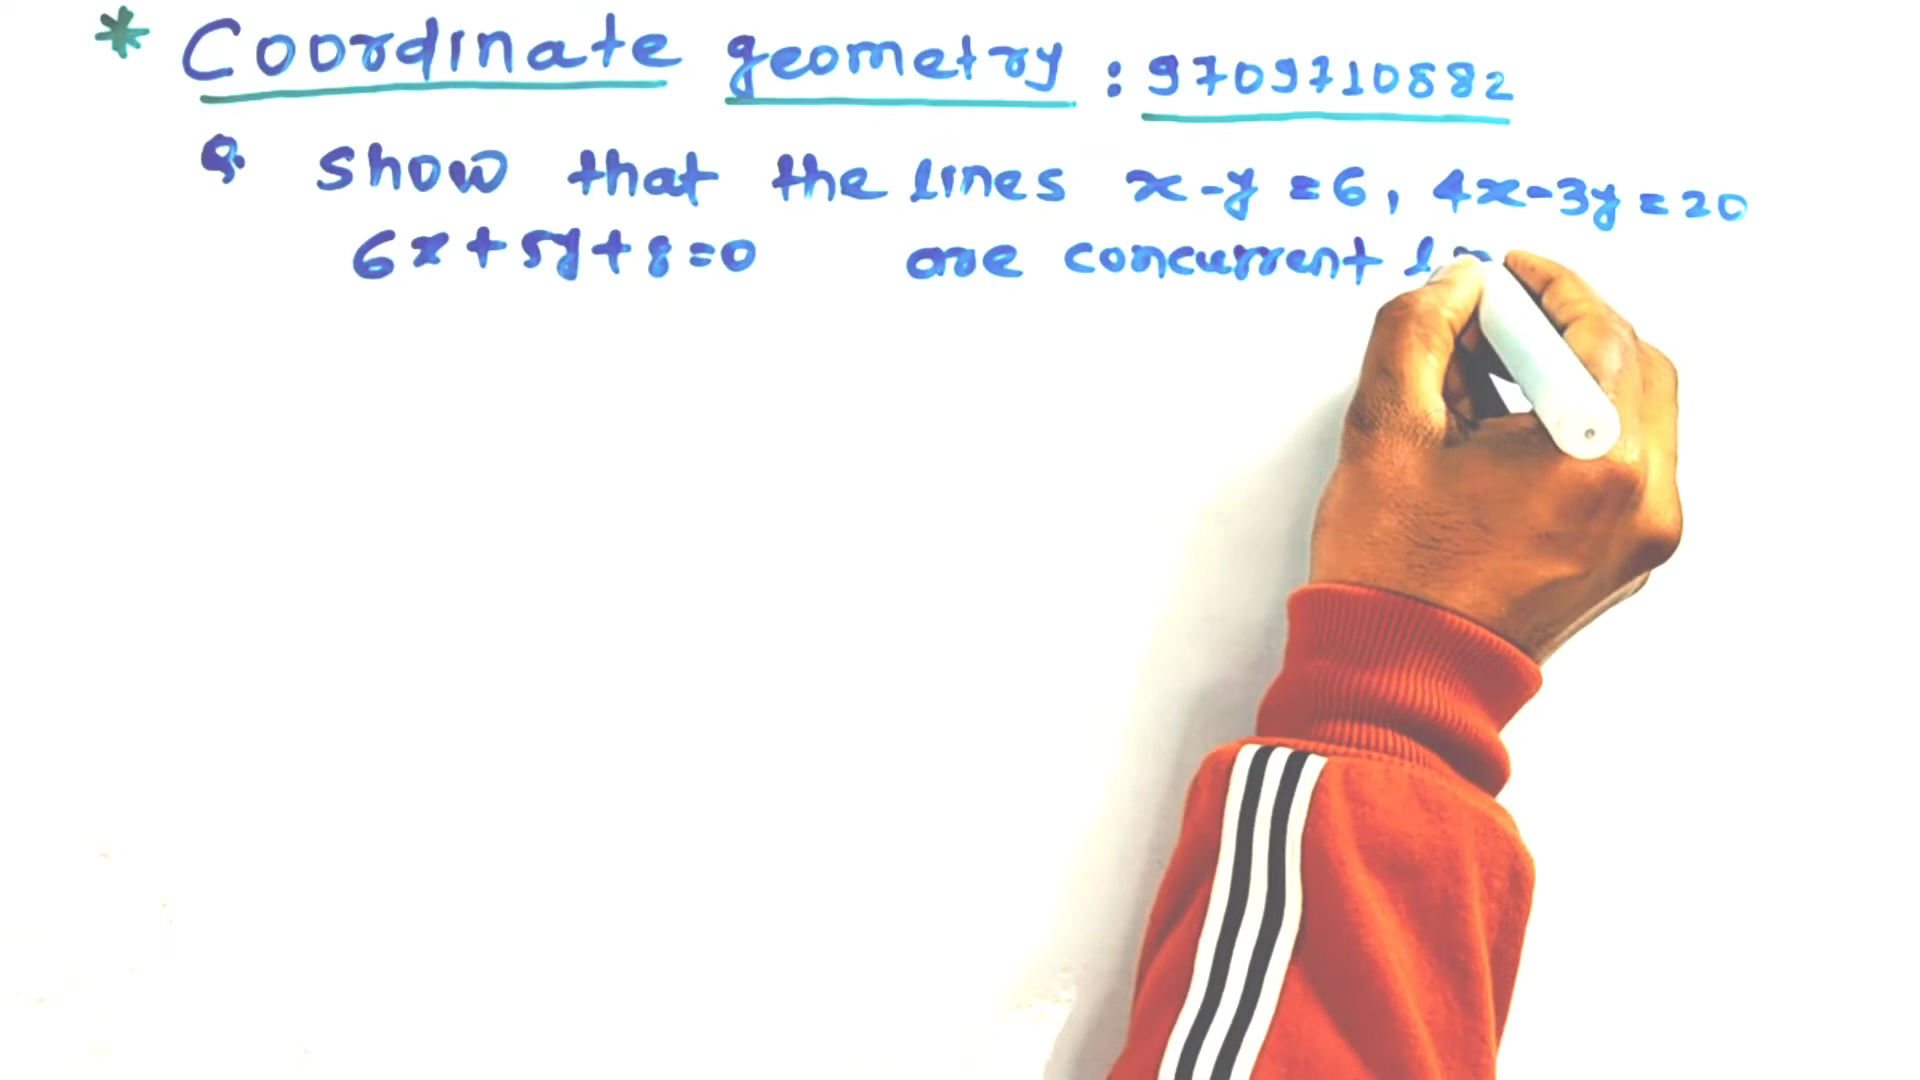 * Coordinate geometry : 9709710882
Q. Show that the lines x-y=6, 4x-3y=20
6x+5y+8=0 are concurrent